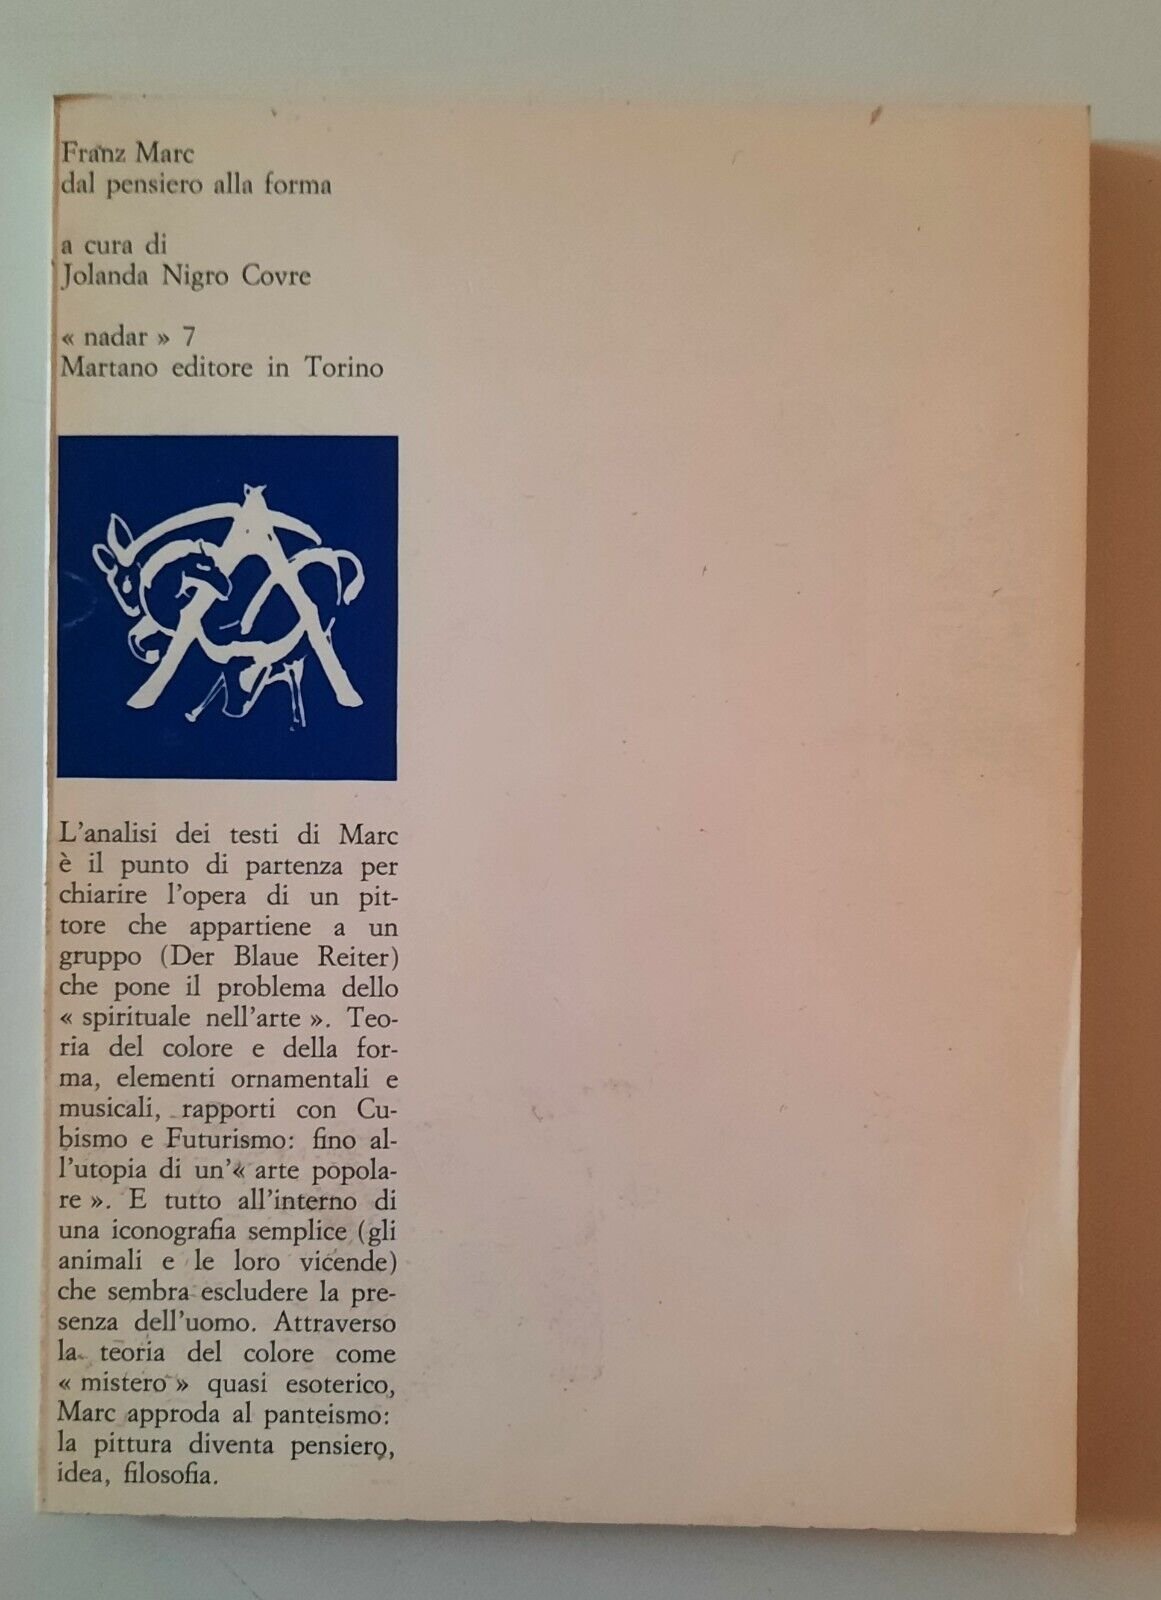 Franz Marc
dal pensiero alla forma
a cura di
Jolanda Nigro Covre
« nadar » 7
Martano editore in Torino
L'analisi dei testi di Marc
è il punto di partenza per
chiarire l'opera di un pit-
tore che appartiene a un
gruppo (Der Blaue Reiter)
che pone il problema dello
« spirituale nell'arte ». Teo-
ria del colore e della for-
ma, elementi ornamentali e
musicali, rapporti con Cu-
bismo e Futurismo: fino al-
l'utopia di un'« arte popola-
re ». E tutto all'interno di
una iconografia semplice (gli
animali e le loro vicende)
che sembra escludere la pre-
senza dell'uomo. Attraverso
la teoria del colore come
« mistero » quasi esoterico,
Marc approda al panteismo:
la pittura diventa pensiero,
idea, filosofia.